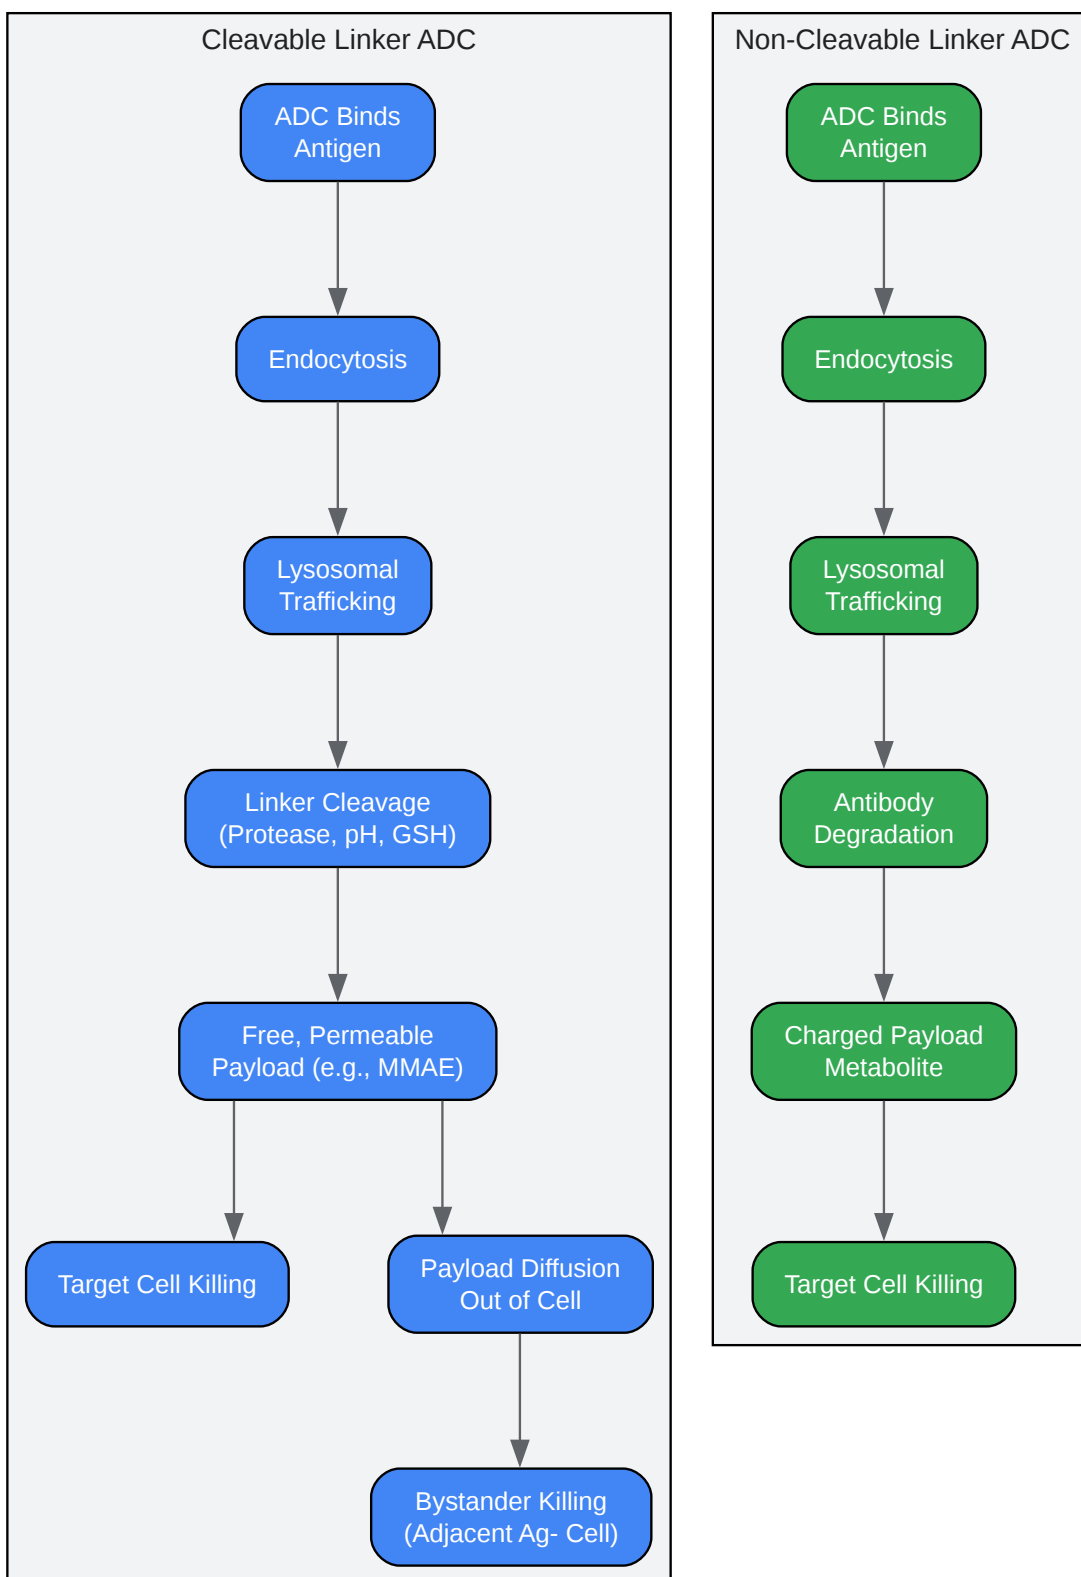 Cleavable Linker ADC
ADC Binds
Antigen
Endocytosis
Lysosomal
Trafficking
Linker Cleavage
(Protease, pH, GSH)
Free, Permeable
Payload (e.g., MMAE)
Target Cell Killing
Payload Diffusion
Out of Cell
Bystander Killing
(Adjacent Ag- Cell)
Non-Cleavable Linker ADC
ADC Binds
Antigen
Endocytosis
Lysosomal
Trafficking
Antibody
Degradation
Charged Payload
Metabolite
Target Cell Killing